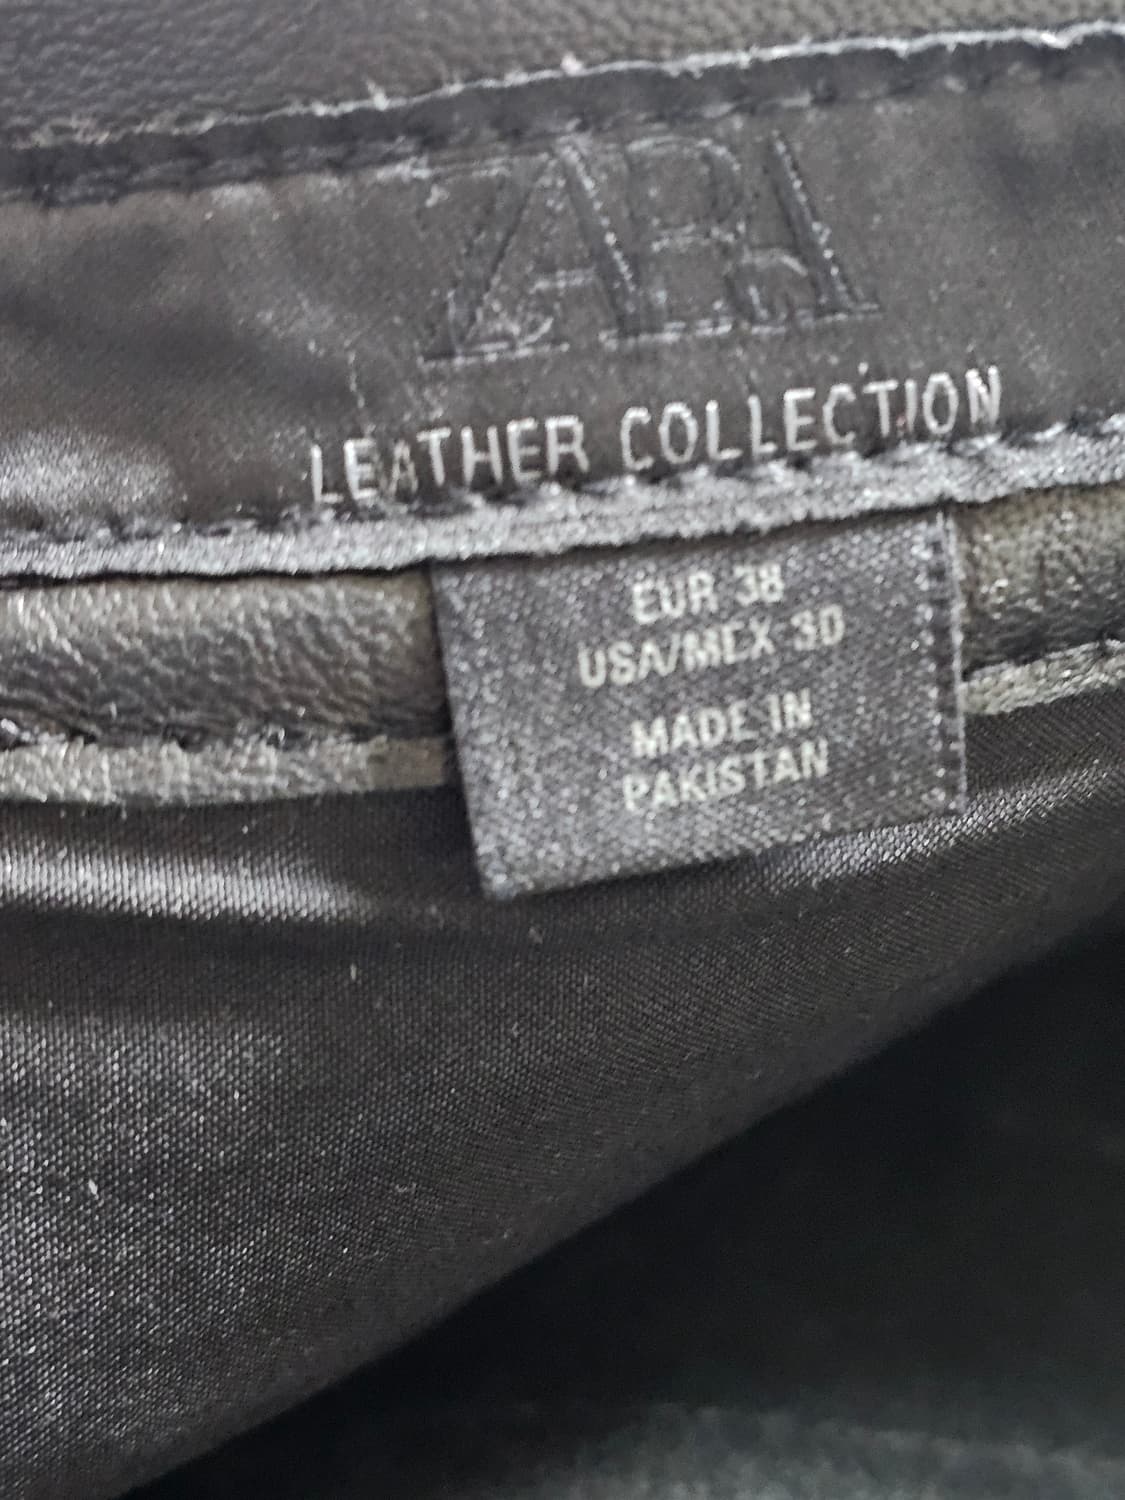 ZARA
LEATHER COLLECTION
EUR 38
USA/MEX 30
MADE IN
PAKISTAN